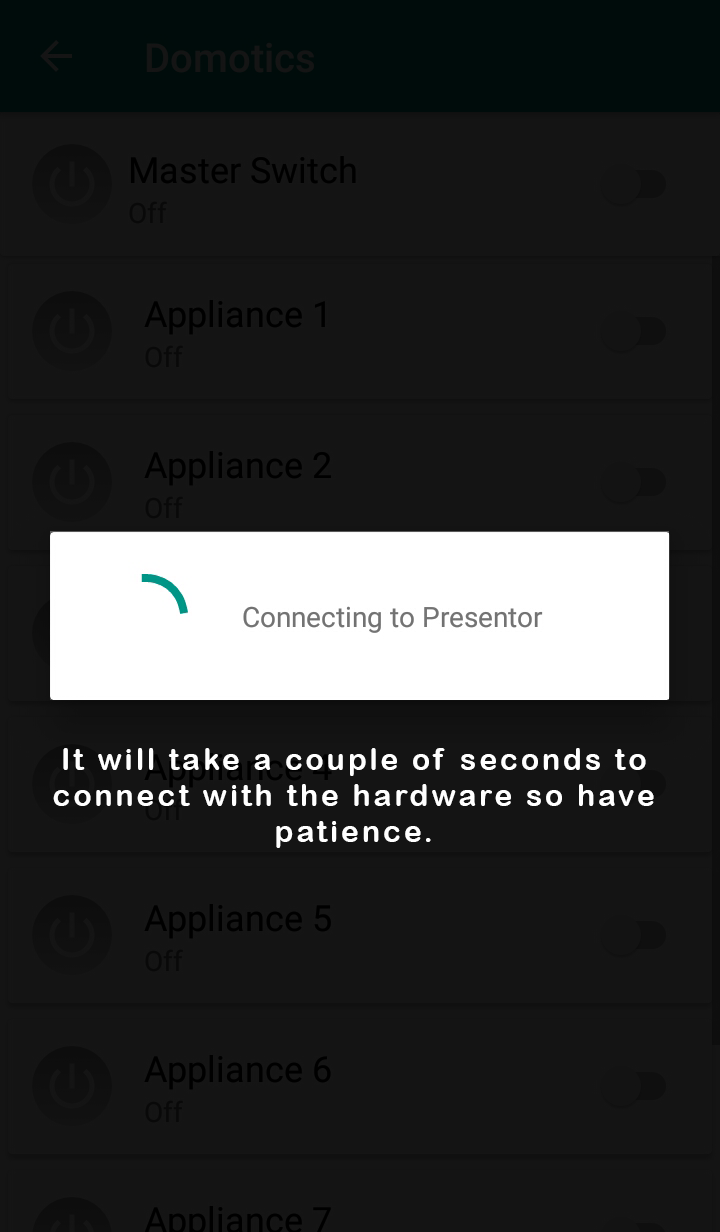 Domotics
Master Switch
Off
Appliance 1
Off
Appliance 2
Off
Connecting to Presentor
It will take a couple of seconds to
connect with the hardware so have
patience.
Appliance 4
Off
Appliance 5
Off
Appliance 6
Off
Appliance 7